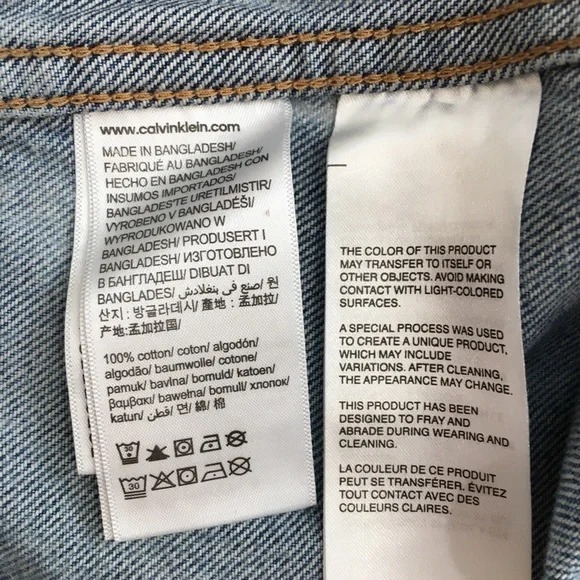 www.calvinklein.com
MADE IN BANGLADESH/
FABRIQUÉ AU BANGLADESH/
HECHO EN BANGLADESH CON
INSUMOS IMPORTADOS/
BANGLADES'TE URETILMISTIR/
VYROBENO V BANGLADÉŠI/
WYPRODUKOWANO W
BANGLADESH/ PRODUSERT I
BANGLADESH/ ИЗГОТОВЛЕНО
В БАНГЛАДЕШ/ DIBUAT DI
BANGLADES/ صنع في بنغلاديش/ 원
산지 : 방글라데시/ 產地 : 孟加拉/
产地:孟加拉国/
100% cotton/ coton/ algodón/
algodão/ baumwolle/ cotone/
pamuk/ bavlna/ bomuld/ katoen/
βαμβακι/ bawełna/ bomull/ хлопок/
katun/ قطن/ 면/ 綿/ 棉/
30
30
THE COLOR OF THIS PRODUCT
MAY TRANSFER TO ITSELF OR
OTHER OBJECTS. AVOID MAKING
CONTACT WITH LIGHT-COLORED
SURFACES.
A SPECIAL PROCESS WAS USED
TO CREATE A UNIQUE PRODUCT,
WHICH MAY INCLUDE
VARIATIONS. AFTER CLEANING,
THE APPEARANCE MAY CHANGE.
THIS PRODUCT HAS BEEN
DESIGNED TO FRAY AND
ABRADE DURING WEARING AND
CLEANING.
LA COULEUR DE CE PRODUIT
PEUT SE TRANSFÉRER. ÉVITEZ
TOUT CONTACT AVEC DES
COULEURS CLAIRES.